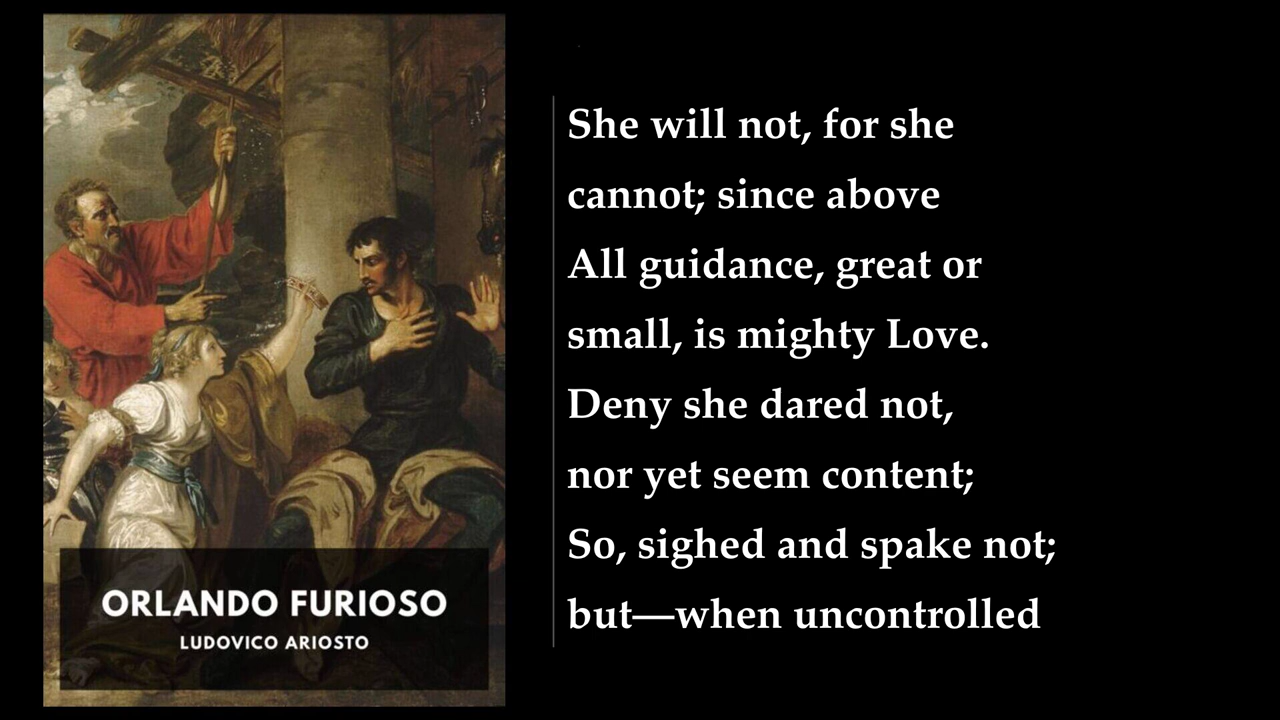 ORLANDO FURIOSO
LUDOVICO ARIOSTO
She will not, for she
cannot; since above
All guidance, great or
small, is mighty Love.
Deny she dared not,
nor yet seem content;
So, sighed and spake not;
but—when uncontrolled